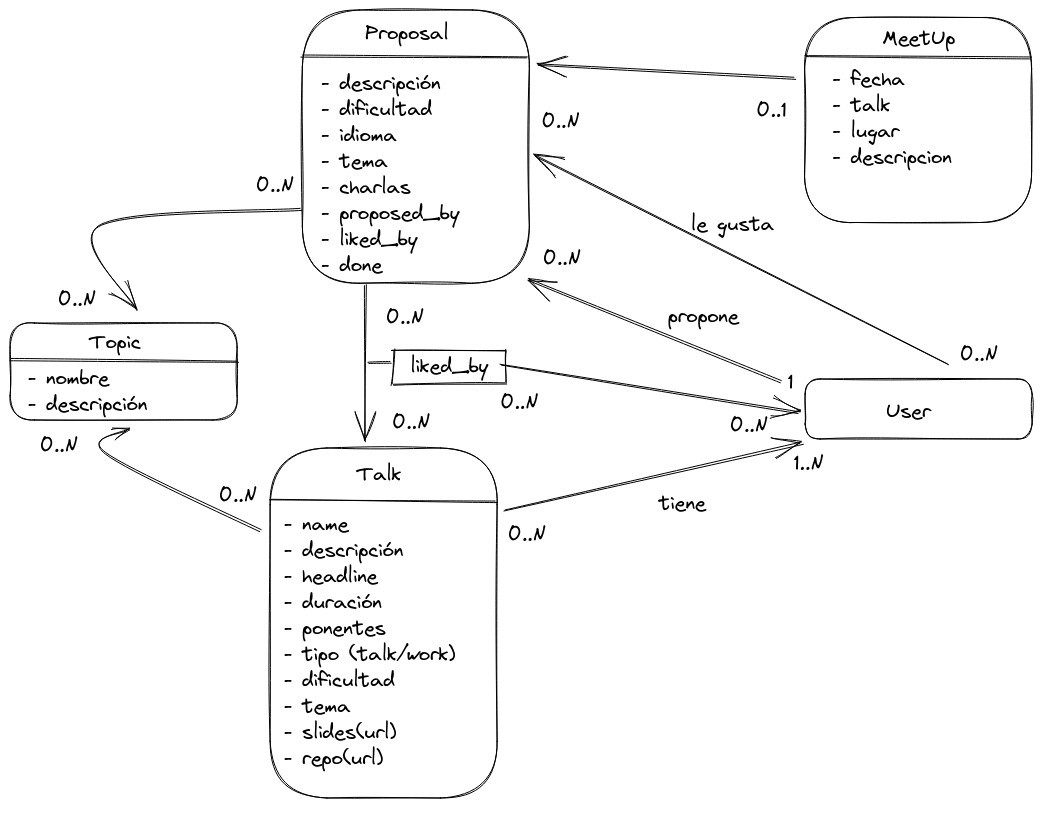 Proposal
- descripción
- dificultad
- idioma
- tema
- charlas
- proposed_by
- liked_by
- done
MeetUp
- fecha
- talk
- lugar
- descripcion
0..1
0..N
0..N
le gusta
0..N
0..N
propone
1
0..N
0..N
Topic
- nombre
- descripción
0..N
0..N
liked_by
0..N
0..N
0..N
User
1..N
tiene
0..N
0..N
Talk
- name
- descripción
- headline
- duración
- ponentes
- tipo (talk/work)
- dificultad
- tema
- slides(url)
- repo(url)